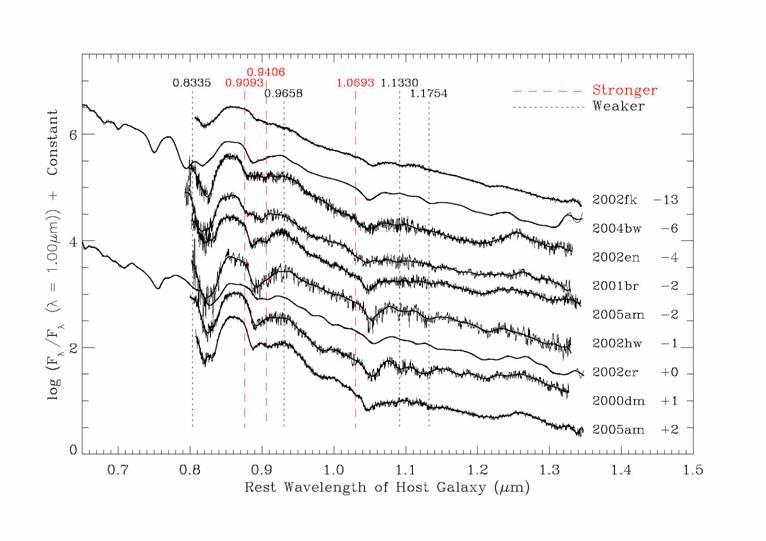 0.9406
0.8335 0.9093 1.0693 1.1330
0.9658 1.1754
Stronger
Weaker
6
4
2
0
log (Fλ/Fλ (λ = 1.00μm)) + Constant
2002fk −13
2004bw −6
2002en −4
2001br −2
2005am −2
2002hw −1
2002cr +0
2000dm +1
2005am +2
0.7 0.8 0.9 1.0 1.1 1.2 1.3 1.4 1.5
Rest Wavelength of Host Galaxy (μm)